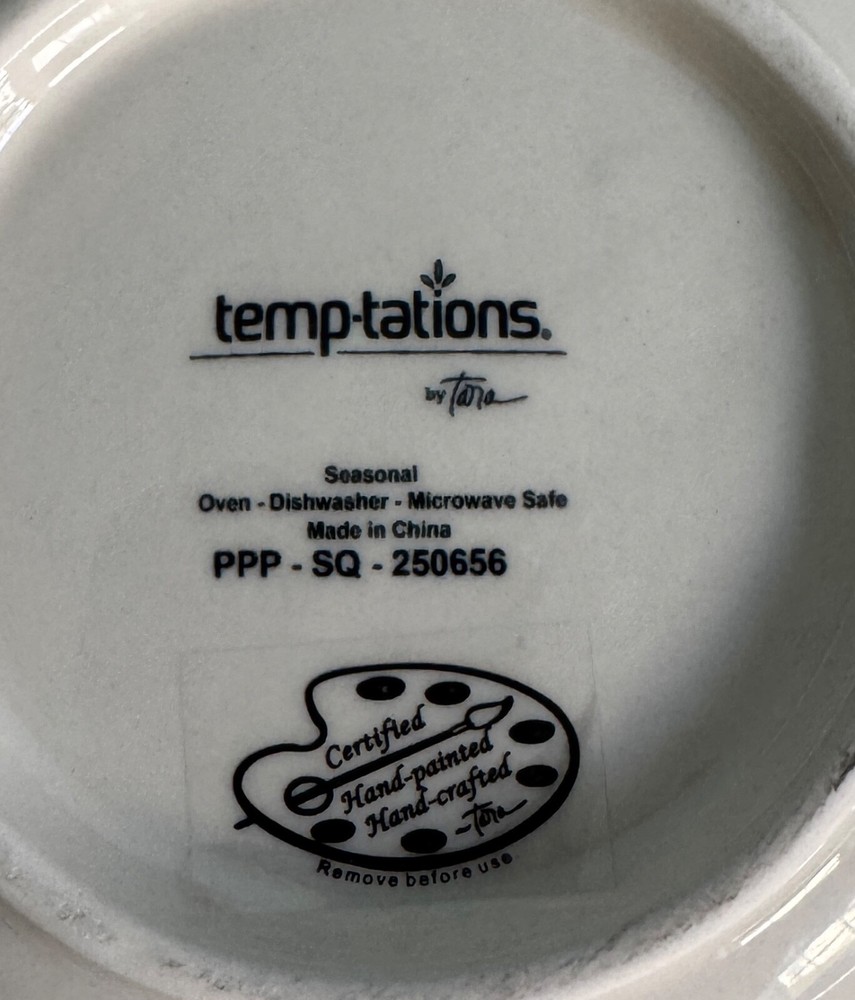 temp-tations®
by Tara
Seasonal
Oven - Dishwasher - Microwave Safe
Made in China
PPP - SQ - 250656
Certified
Hand-painted
Hand-crafted
-Tara
Remove before use.